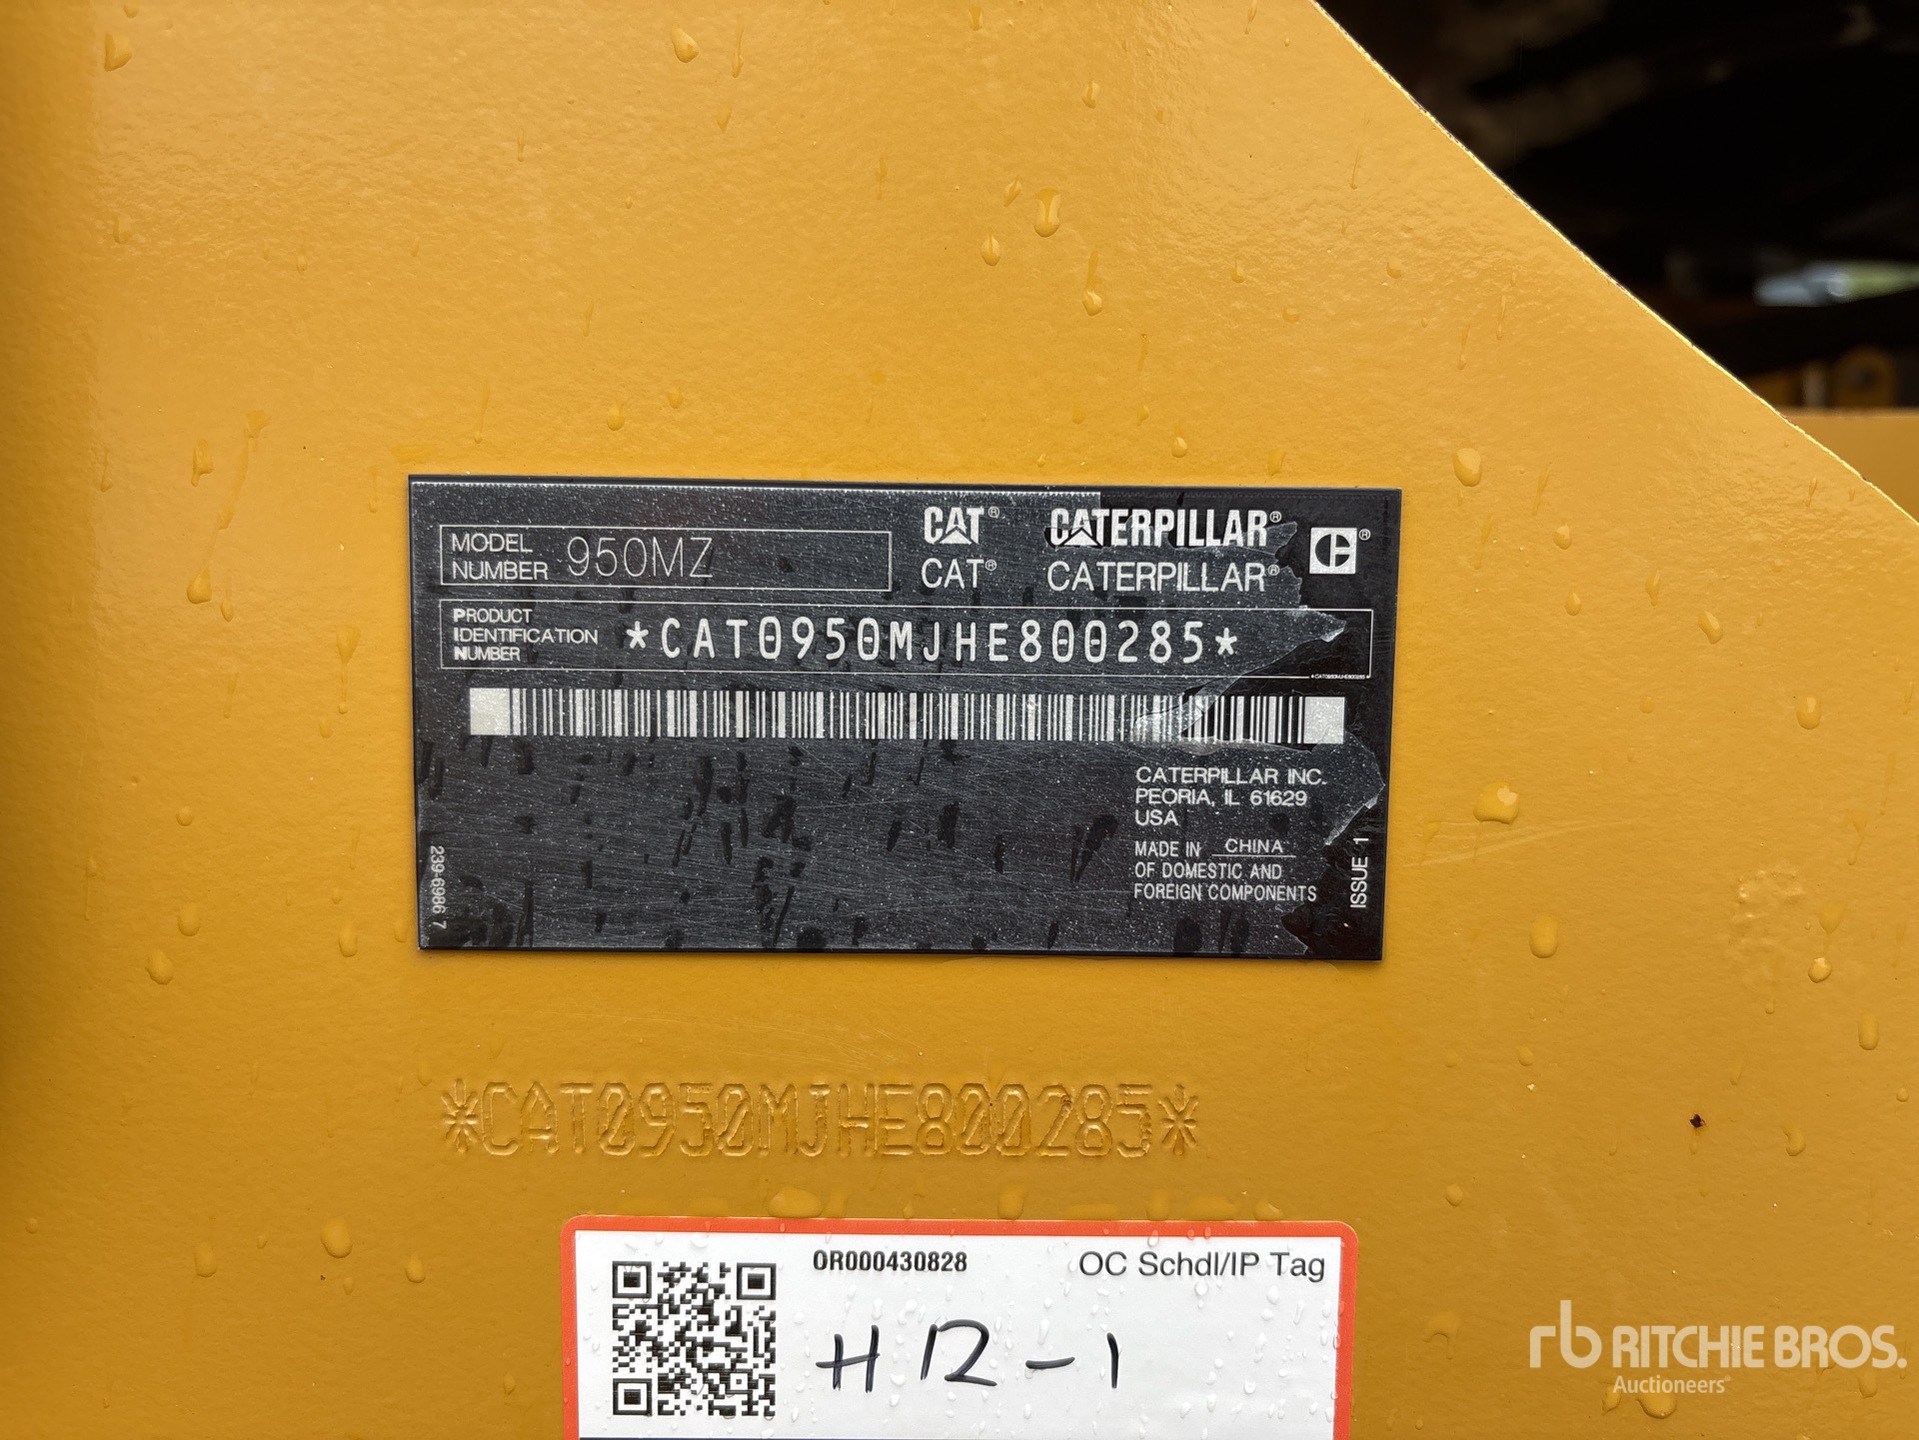 MODEL NUMBER 950MZ
CAT® CATERPILLAR®
CAT® CATERPILLAR®
PRODUCT IDENTIFICATION NUMBER *CAT0950MJHE800285*
*CAT0950MJHE800285*
CATERPILLAR INC.
PEORIA, IL 61629
USA
MADE IN CHINA
OF DOMESTIC AND
FOREIGN COMPONENTS
239-6986 7
ISSUE 1
*CAT0950MJHE800285*
OR000430828 OC Schdl/IP Tag
H12-1
rb RITCHIE BROS.
Auctioneers